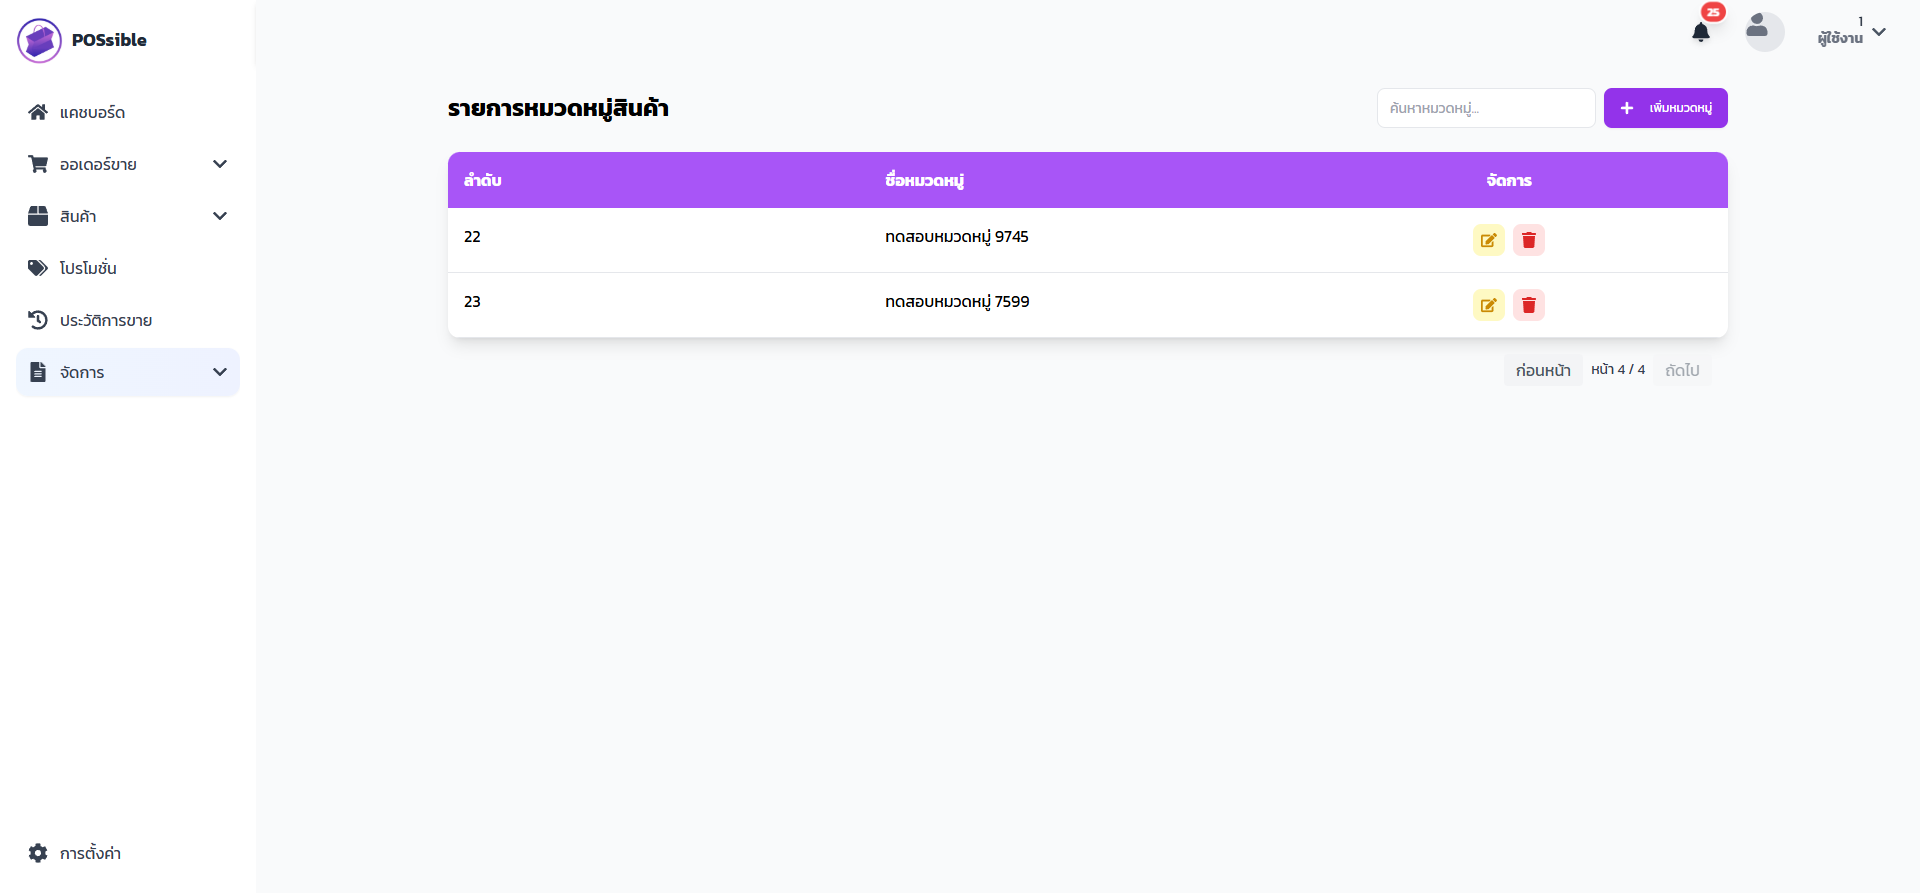 POSsible
แดชบอร์ด
ออเดอร์ขาย
สินค้า
โปรโมชั่น
ประวัติการขาย
จัดการ
การตั้งค่า
25
1
ผู้ใช้งาน
รายการหมวดหมู่สินค้า
ค้นหาหมวดหมู่...
เพิ่มหมวดหมู่
ลำดับ ชื่อหมวดหมู่ จัดการ
22 ทดสอบหมวดหมู่ 9745
23 ทดสอบหมวดหมู่ 7599
ก่อนหน้า หน้า 4 / 4 ถัดไป